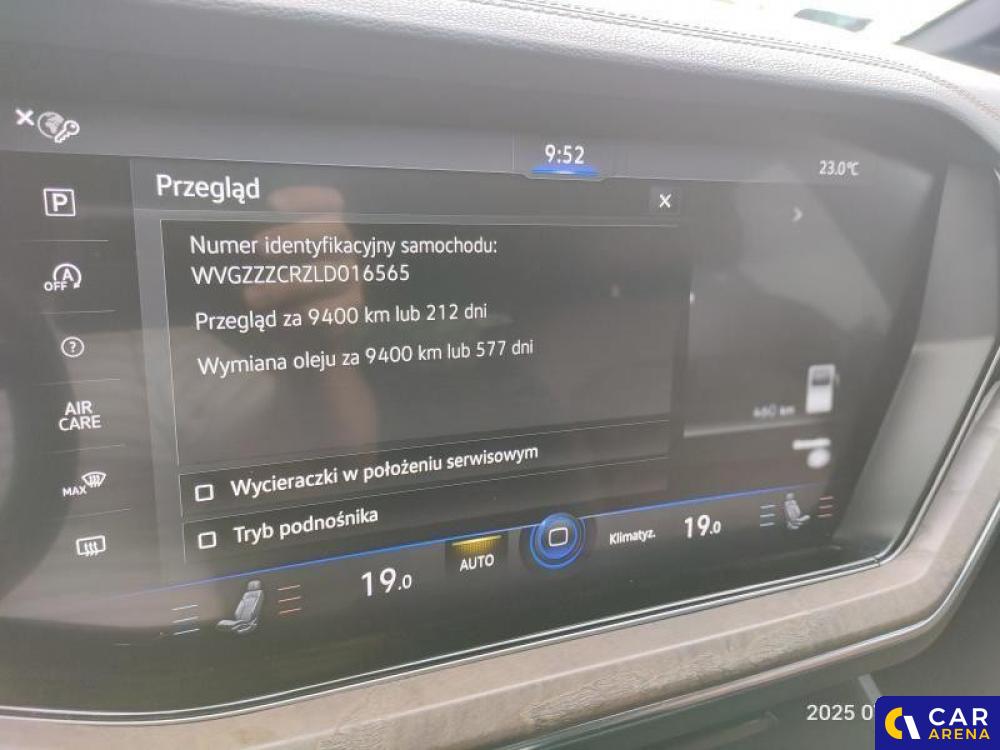 9:52
23.0°C
Przegląd
P
Numer identyfikacyjny samochodu:
WVGZZZCRZLD016565
A
OFF
Przegląd za 9400 km lub 212 dni
?
Wymiana oleju za 9400 km lub 577 dni
AIR
CARE
460 km
MAX
Wycieraczki w położeniu serwisowym
Tryb podnośnika
19.0
AUTO
Klimatyz.
19.0
2025
CAR
ARENA